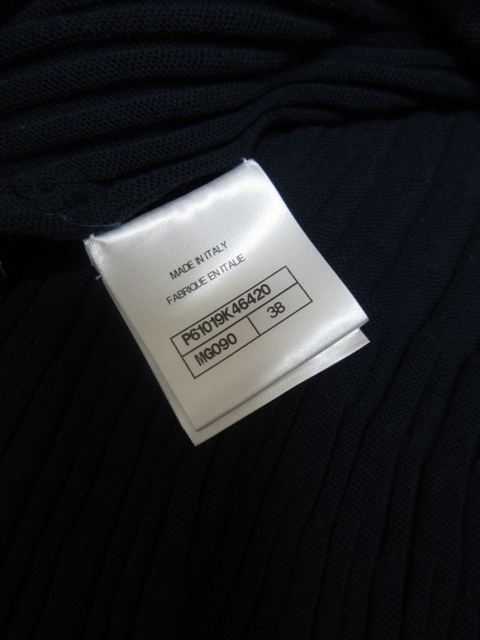 MADE IN ITALY
FABRIQUE EN ITALIE
P61019K46420
MG090 38